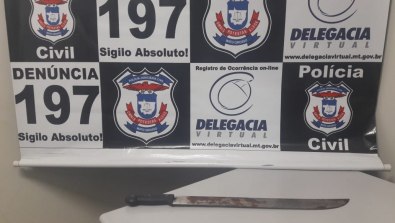 197
Civil
Sigilo Absoluto!
DELEGACIA
VIRTUAL
www.delegaciavirtual.mt.gov.br
DENÚNCIA
197
Sigilo Absoluto!
Registro de Ocorrência on-line
DELEGACIA
VIRTUAL
www.delegaciavirtual.mt.gov.br
Polícia
Civil